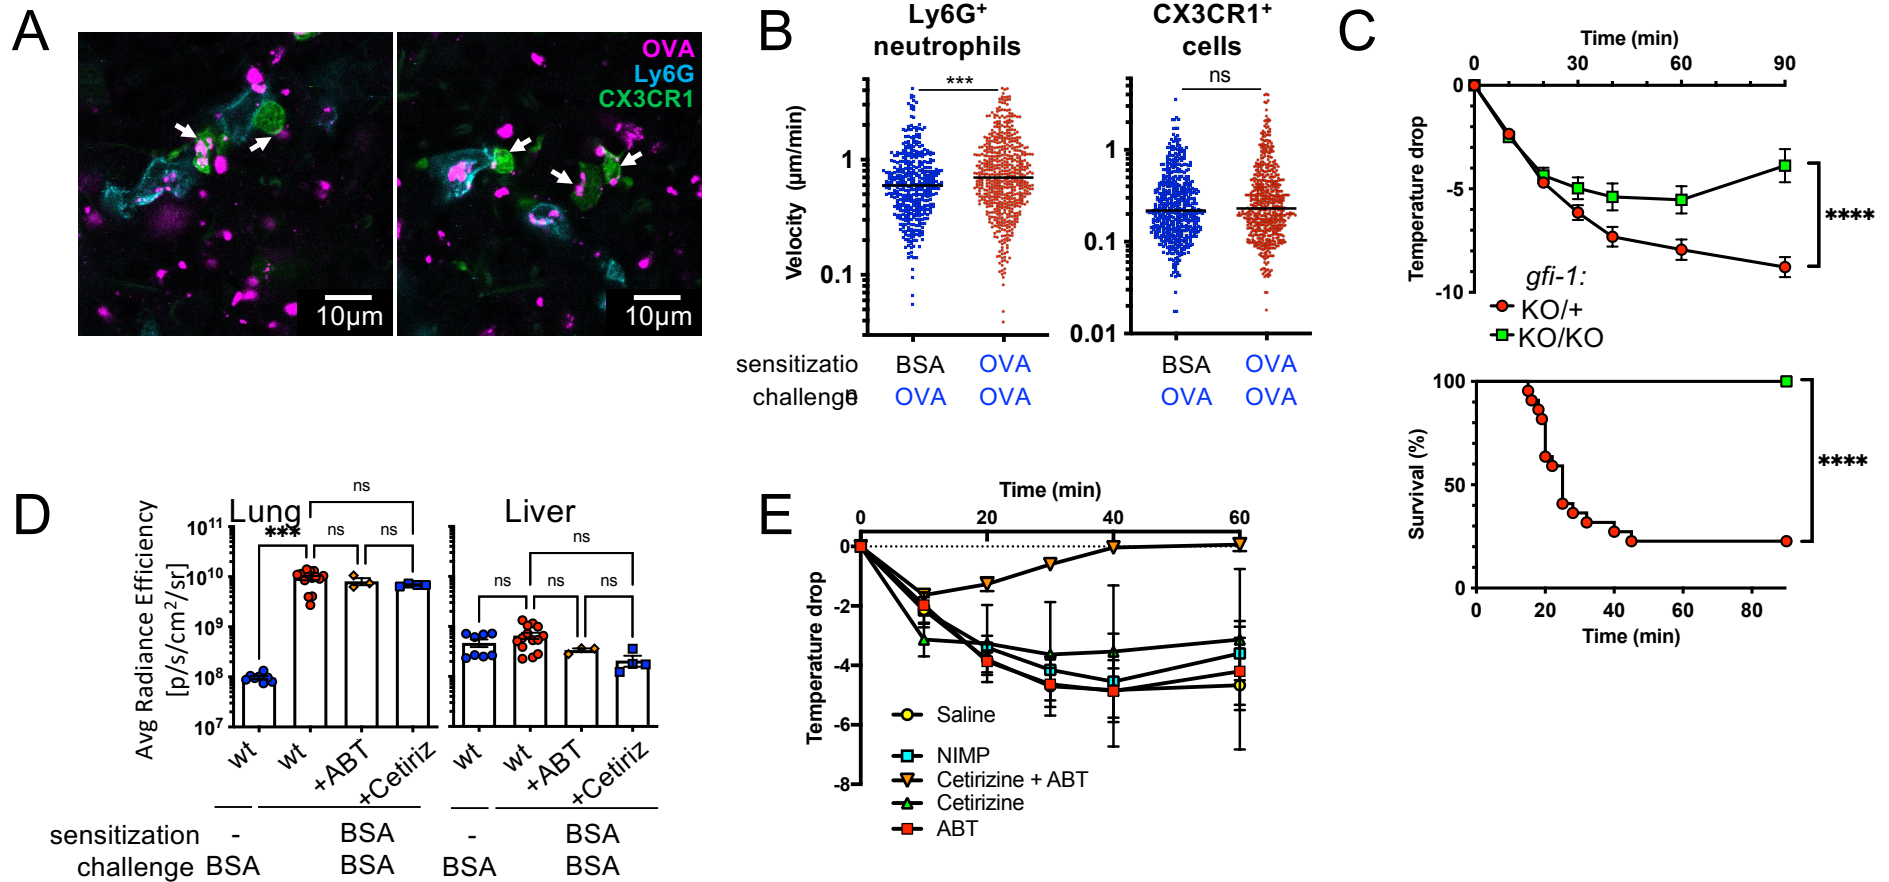 A
OVA
Ly6G
CX3CR1
10µm
10µm
B
Ly6G+
neutrophils
CX3CR1+
cells
***
ns
Velocity (µm/min)
1
0.1
1
0.1
0.01
sensitizatio
n
BSA
OVA
BSA
OVA
challenge
OVA
OVA
OVA
OVA
C
Time (min)
0
30
60
90
0
-5
-10
Temperature drop
****
gfi-1:
KO/+
KO/KO
100
50
0
Survival (%)
****
0
20
40
60
80
Time (min)
D
Lung
Liver
Avg Radiance Efficiency
[p/s/cm²/sr]
10¹¹
10¹⁰
10⁹
10⁸
10⁷
ns
***
ns
ns
ns
ns
ns
ns
wt
wt
+ABT
+Cetiriz
wt
wt
+ABT
+Cetiriz
sensitization
-
BSA
-
BSA
challenge
BSA
BSA
BSA
BSA
E
Time (min)
0
20
40
60
0
-2
-4
-6
-8
Temperature drop
Saline
NIMP
Cetirizine + ABT
Cetirizine
ABT